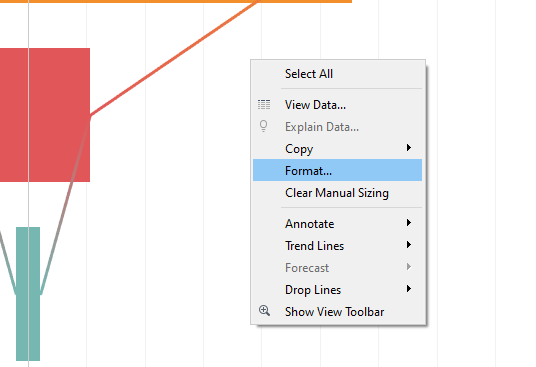 Select All
View Data...
Explain Data...
Copy
Format...
Clear Manual Sizing
Annotate
Trend Lines
Forecast
Drop Lines
Show View Toolbar